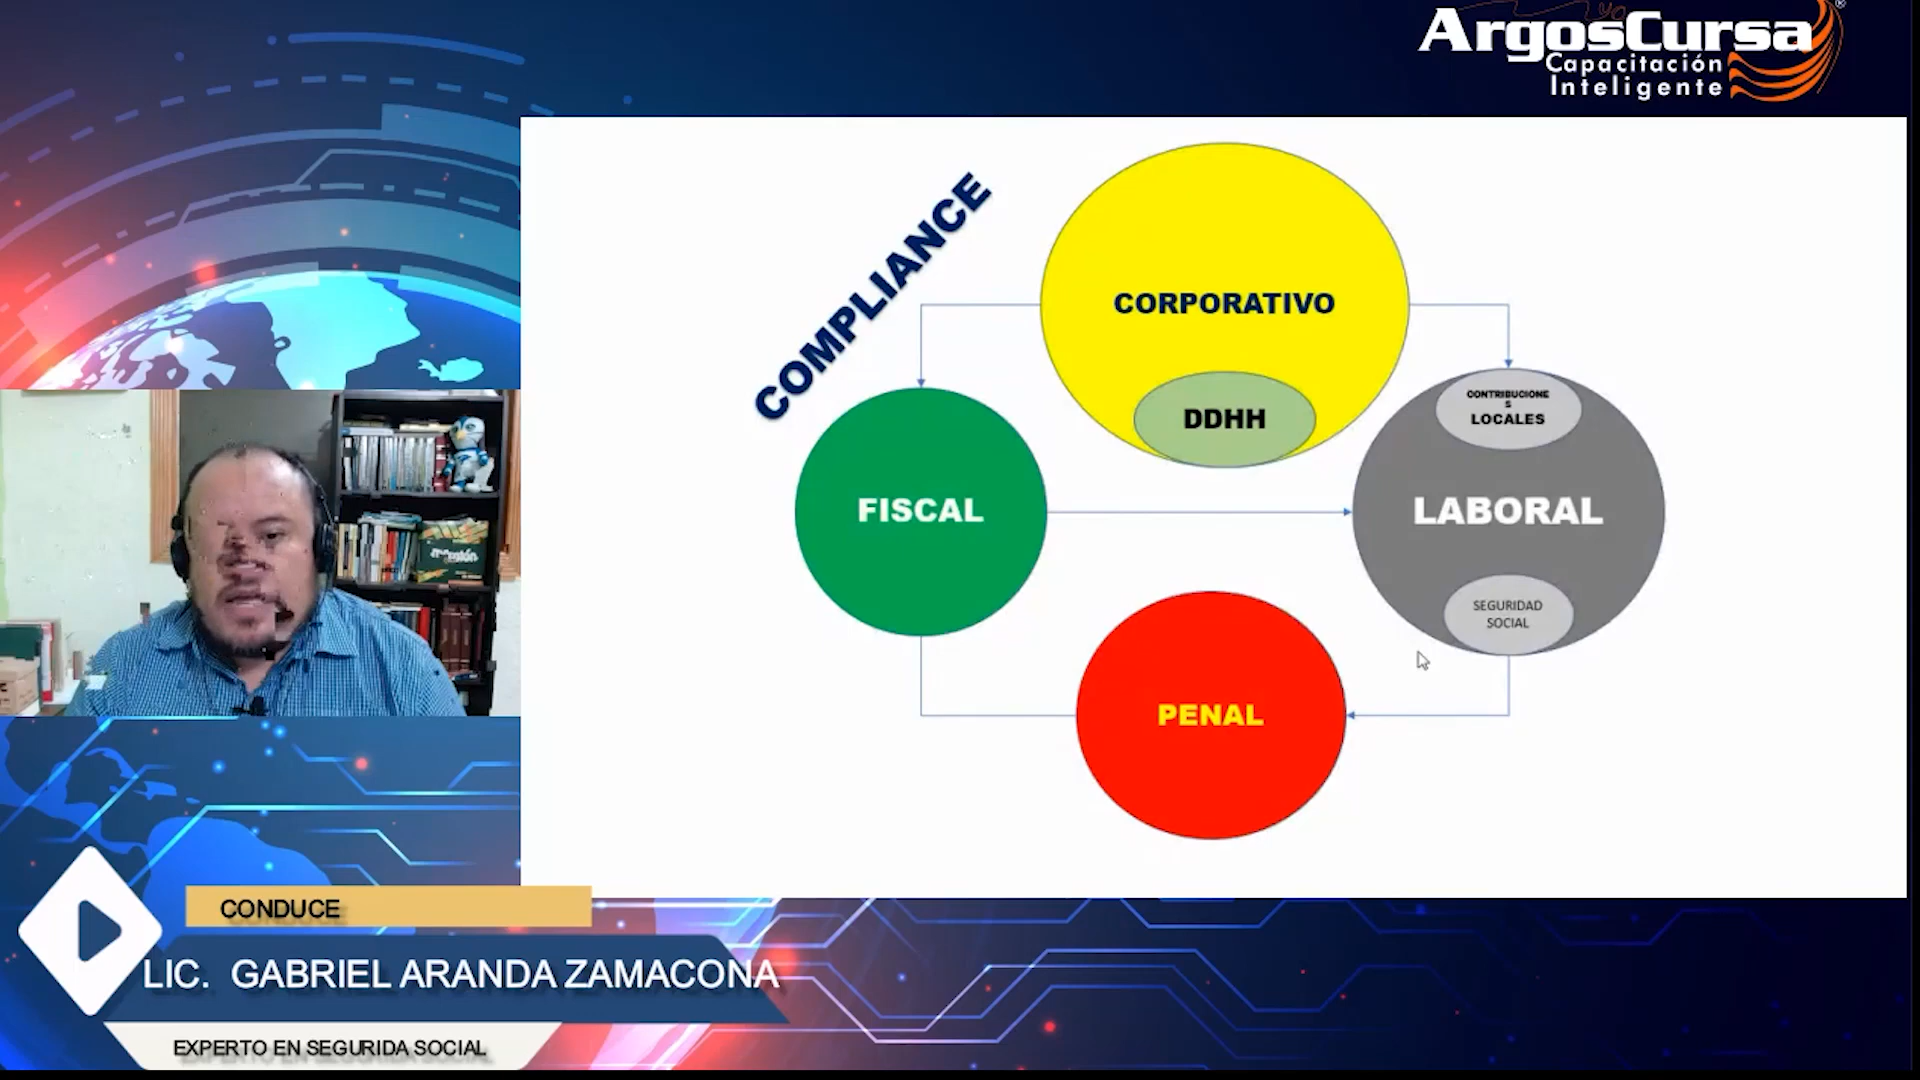 ArgosCursa
Capacitación
Inteligente
COMPLIANCE
CORPORATIVO
DDHH
FISCAL
CONTRIBUCIONE
S
LOCALES
LABORAL
SEGURIDAD
SOCIAL
PENAL
CONDUCE
LIC. GABRIEL ARANDA ZAMACONA
EXPERTO EN SEGURIDA SOCIAL